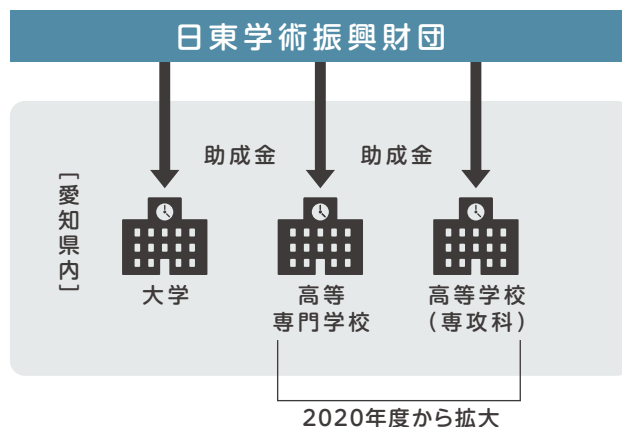 日東学術振興財団
助成金
助成金
[愛知県内]
大学
高等
専門学校
高等学校
(専攻科)
2020年度から拡大